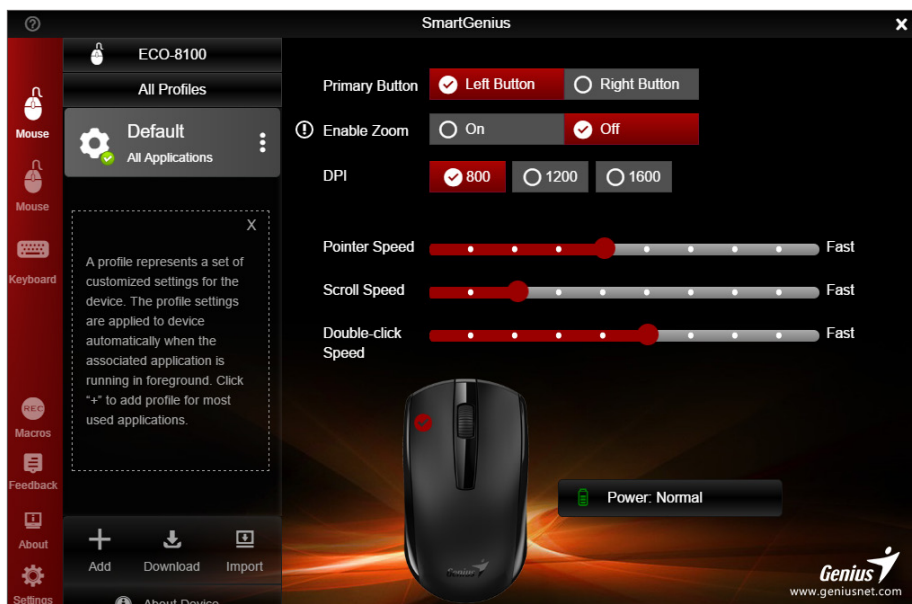 SmartGenius
X
Mouse
Mouse
Keyboard
REC
Macros
Feedback
About
Settings
ECO-8100
All Profiles
Default
All Applications
X
A profile represents a set of
customized settings for the
device. The profile settings
are applied to device
automatically when the
associated application is
running in foreground. Click
"+" to add profile for most
used applications.
Add Download Import
About Device
Primary Button Left Button Right Button
Enable Zoom On Off
DPI 800 1200 1600
Pointer Speed Fast
Scroll Speed Fast
Double-click Fast
Speed
Genius
Power: Normal
Genius
www.geniusnet.com